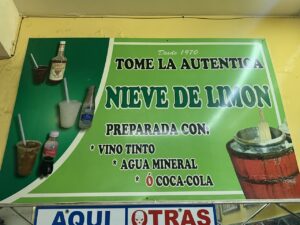 Desde 1970
TOME LA AUTENTICA
NIEVE DE LIMON
PREPARADA CON:
* VINO TINTO
* AGUA MINERAL
* Ó COCA-COLA
AQUI OTRAS